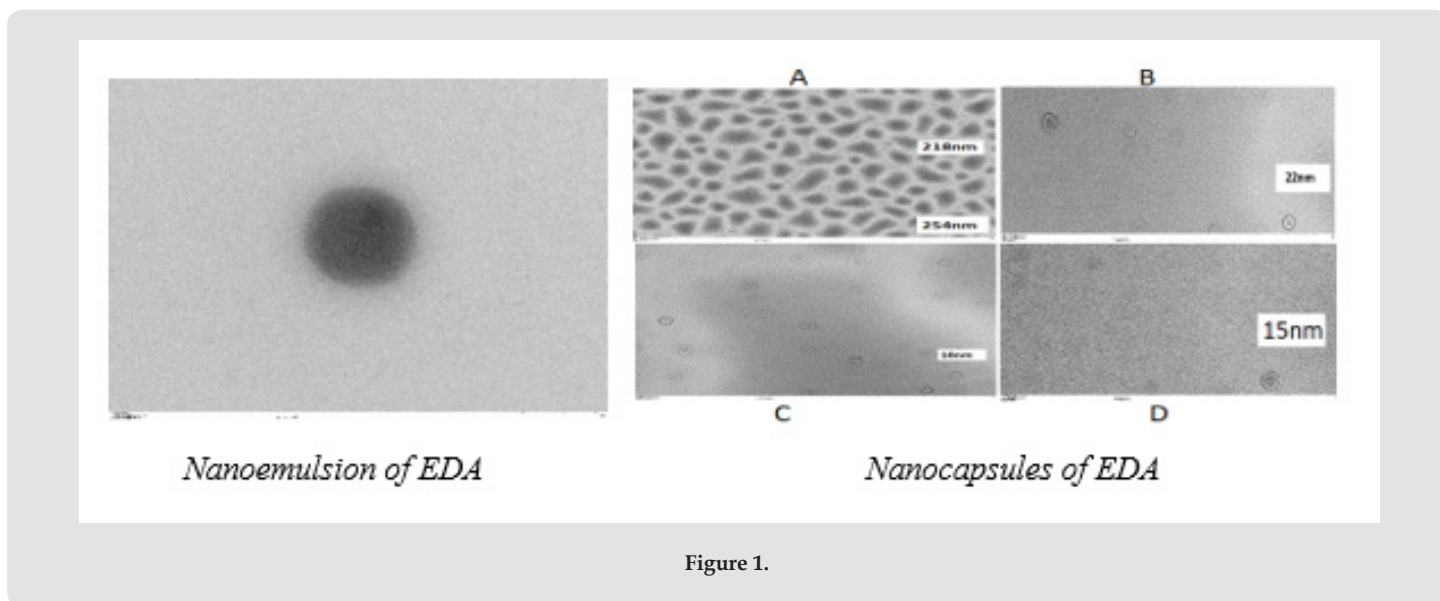 A
B
218nm
254nm
22nm
15nm
C
D
Nanoemulsion of EDA
Nanocapsules of EDA
Figure 1.